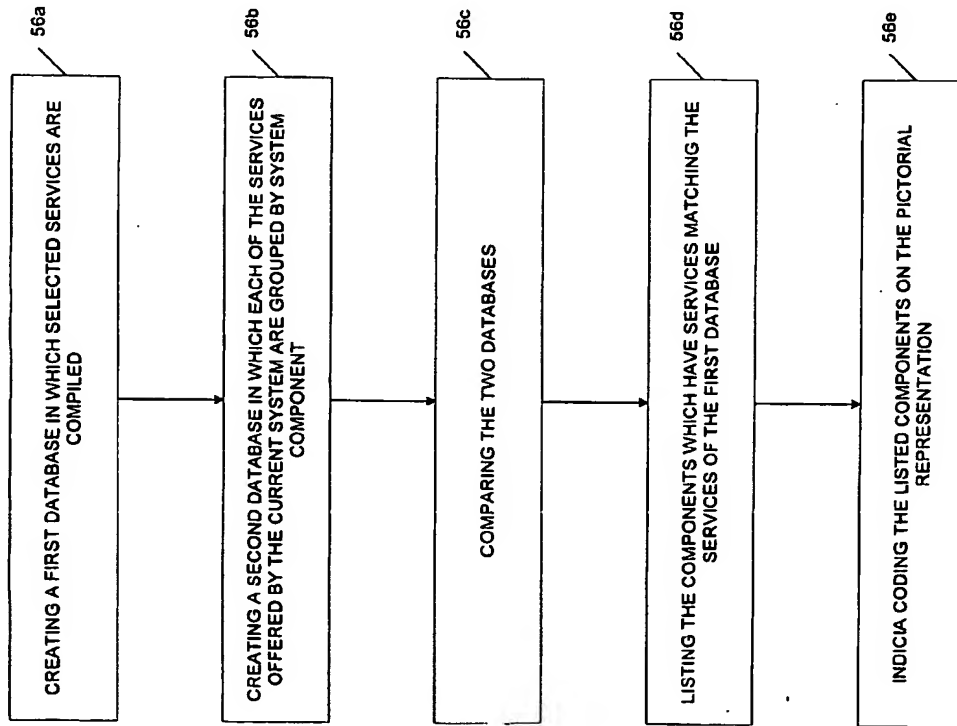 CREATING A FIRST DATABASE IN WHICH SELECTED SERVICES ARE
COMPILED
56a
CREATING A SECOND DATABASE IN WHICH EACH OF THE SERVICES
OFFERED BY THE CURRENT SYSTEM ARE GROUPED BY SYSTEM
COMPONENT
56b
COMPARING THE TWO DATABASES
56c
LISTING THE COMPONENTS WHICH HAVE SERVICES MATCHING THE
SERVICES OF THE FIRST DATABASE
56d
INDICIA CODING THE LISTED COMPONENTS ON THE PICTORIAL
REPRESENTATION
56e